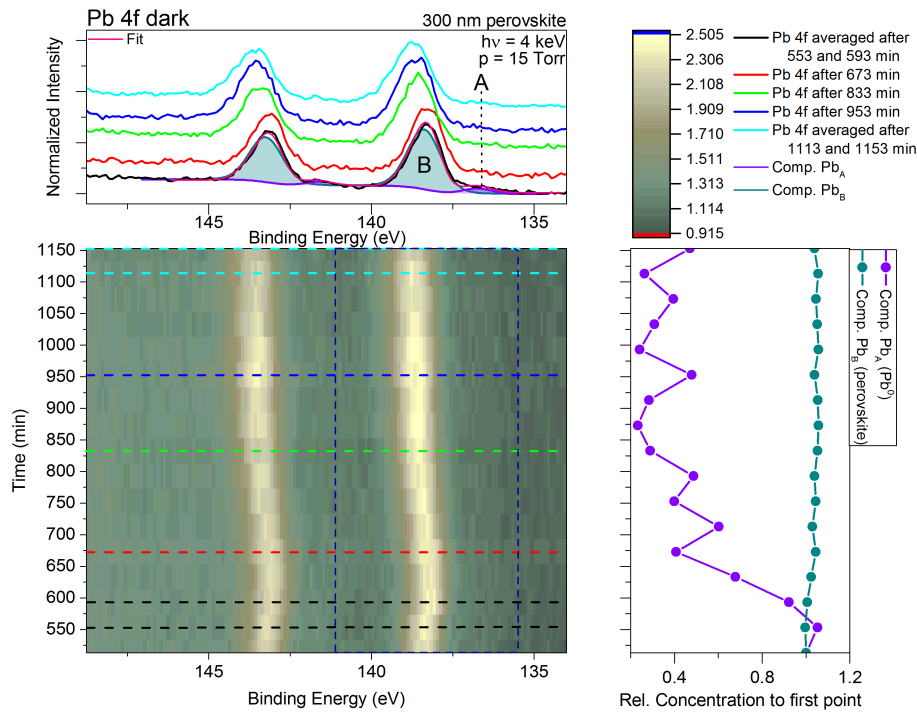 Pb 4f dark
300 nm perovskite
Fit
hν = 4 keV
p = 15 Torr
A
B
Normalized Intensity
145
140
135
Binding Energy (eV)
2.505
2.306
2.108
1.909
1.710
1.511
1.313
1.114
0.915
Pb 4f averaged after
553 and 593 min
Pb 4f after 673 min
Pb 4f after 833 min
Pb 4f after 953 min
Pb 4f averaged after
1113 and 1153 min
Comp. Pb_A
Comp. Pb_B
1150
1100
1050
1000
950
900
850
800
750
700
650
600
550
Time (min)
145
140
135
Binding Energy (eV)
Comp. Pb_A (Pb⁰)
Comp. Pb_B (perovskite)
0.4
0.8
1.2
Rel. Concentration to first point